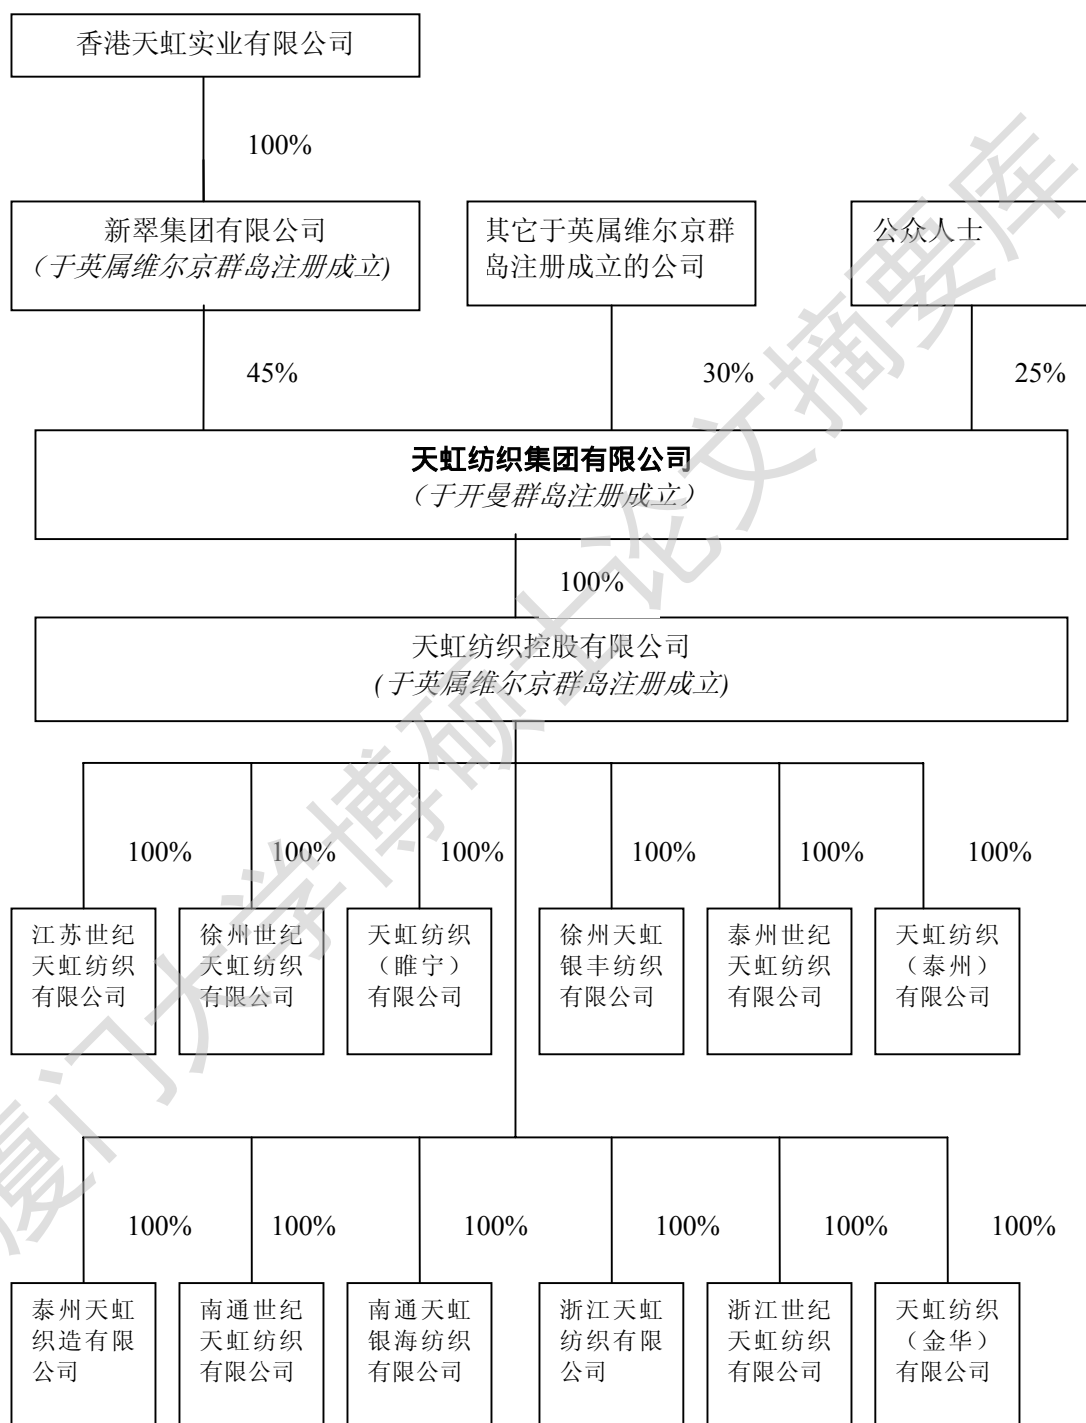 香港天虹实业有限公司
100%
新翠集团有限公司
（于英属维尔京群岛注册成立)
其它于英属维尔京群
岛注册成立的公司
公众人士
45%
30%
25%
天虹纺织集团有限公司
（于开曼群岛注册成立）
100%
天虹纺织控股有限公司
(于英属维尔京群岛注册成立)
100%
100%
100%
100%
100%
100%
江苏世纪
天虹纺织
有限公司
徐州世纪
天虹纺织
有限公司
天虹纺织
（睢宁）
有限公司
徐州天虹
银丰纺织
有限公司
泰州世纪
天虹纺织
有限公司
天虹纺织
（泰州）
有限公司
100%
100%
100%
100%
100%
100%
泰州天虹
织造有限
公司
南通世纪
天虹纺织
有限公司
南通天虹
银海纺织
有限公司
浙江天虹
纺织有限
公司
浙江世纪
天虹纺织
有限公司
天虹纺织
（金华）
有限公司
厦门大学博硕士论文摘要库